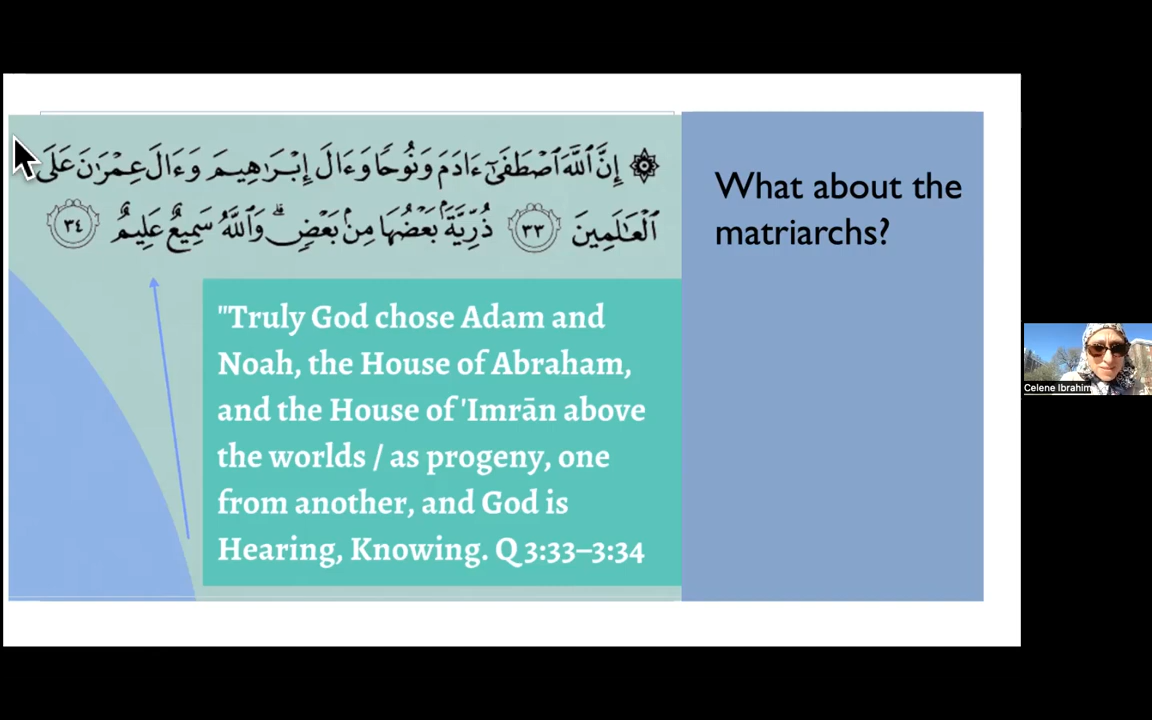 ۞ إِنَّ ٱللَّهَ ٱصْطَفَىٰٓ ءَادَمَ وَنُوحًا وَءَالَ إِبْرَٰهِيمَ وَءَالَ عِمْرَٰنَ عَلَى
ٱلْعَٰلَمِينَ ٣٣ ذُرِّيَّةًۢ بَعْضُهَا مِنۢ بَعْضٍۗ وَٱللَّهُ سَمِيعٌ عَلِيمٌ ٣٤
"Truly God chose Adam and
Noah, the House of Abraham,
and the House of 'Imrān above
the worlds / as progeny, one
from another, and God is
Hearing, Knowing. Q 3:33–3:34
What about the
matriarchs?
Celene Ibrahim